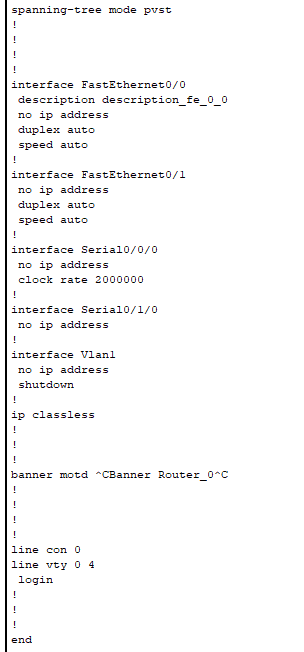 spanning-tree mode pvst
!
!
!
!
interface FastEthernet0/0
 description description_fe_0_0
 no ip address
 duplex auto
 speed auto
!
interface FastEthernet0/1
 no ip address
 duplex auto
 speed auto
!
interface Serial0/0/0
 no ip address
 clock rate 2000000
!
interface Serial0/1/0
 no ip address
!
interface Vlan1
 no ip address
 shutdown
!
ip classless
!
!
!
banner motd ^CBanner Router_0^C
!
!
!
!
line con 0
line vty 0 4
 login
!
!
!
end